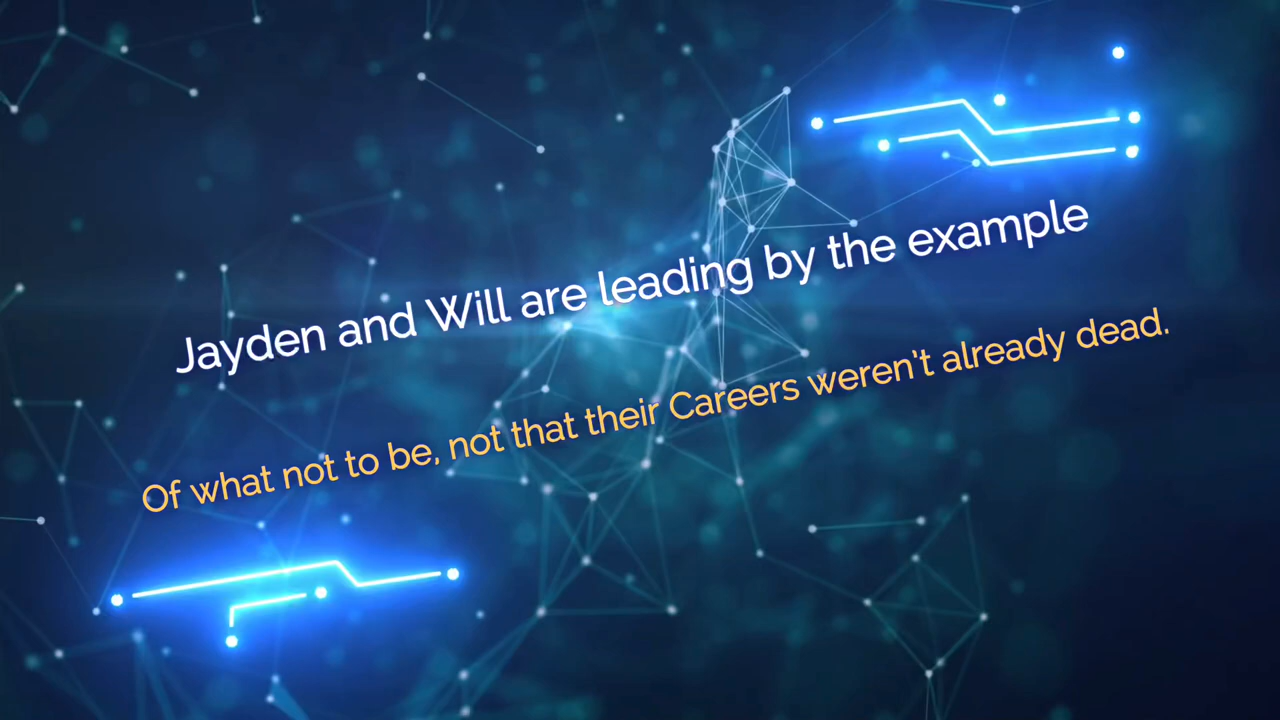 Jayden and Will are leading by the example
Of what not to be, not that their Careers weren't already dead.